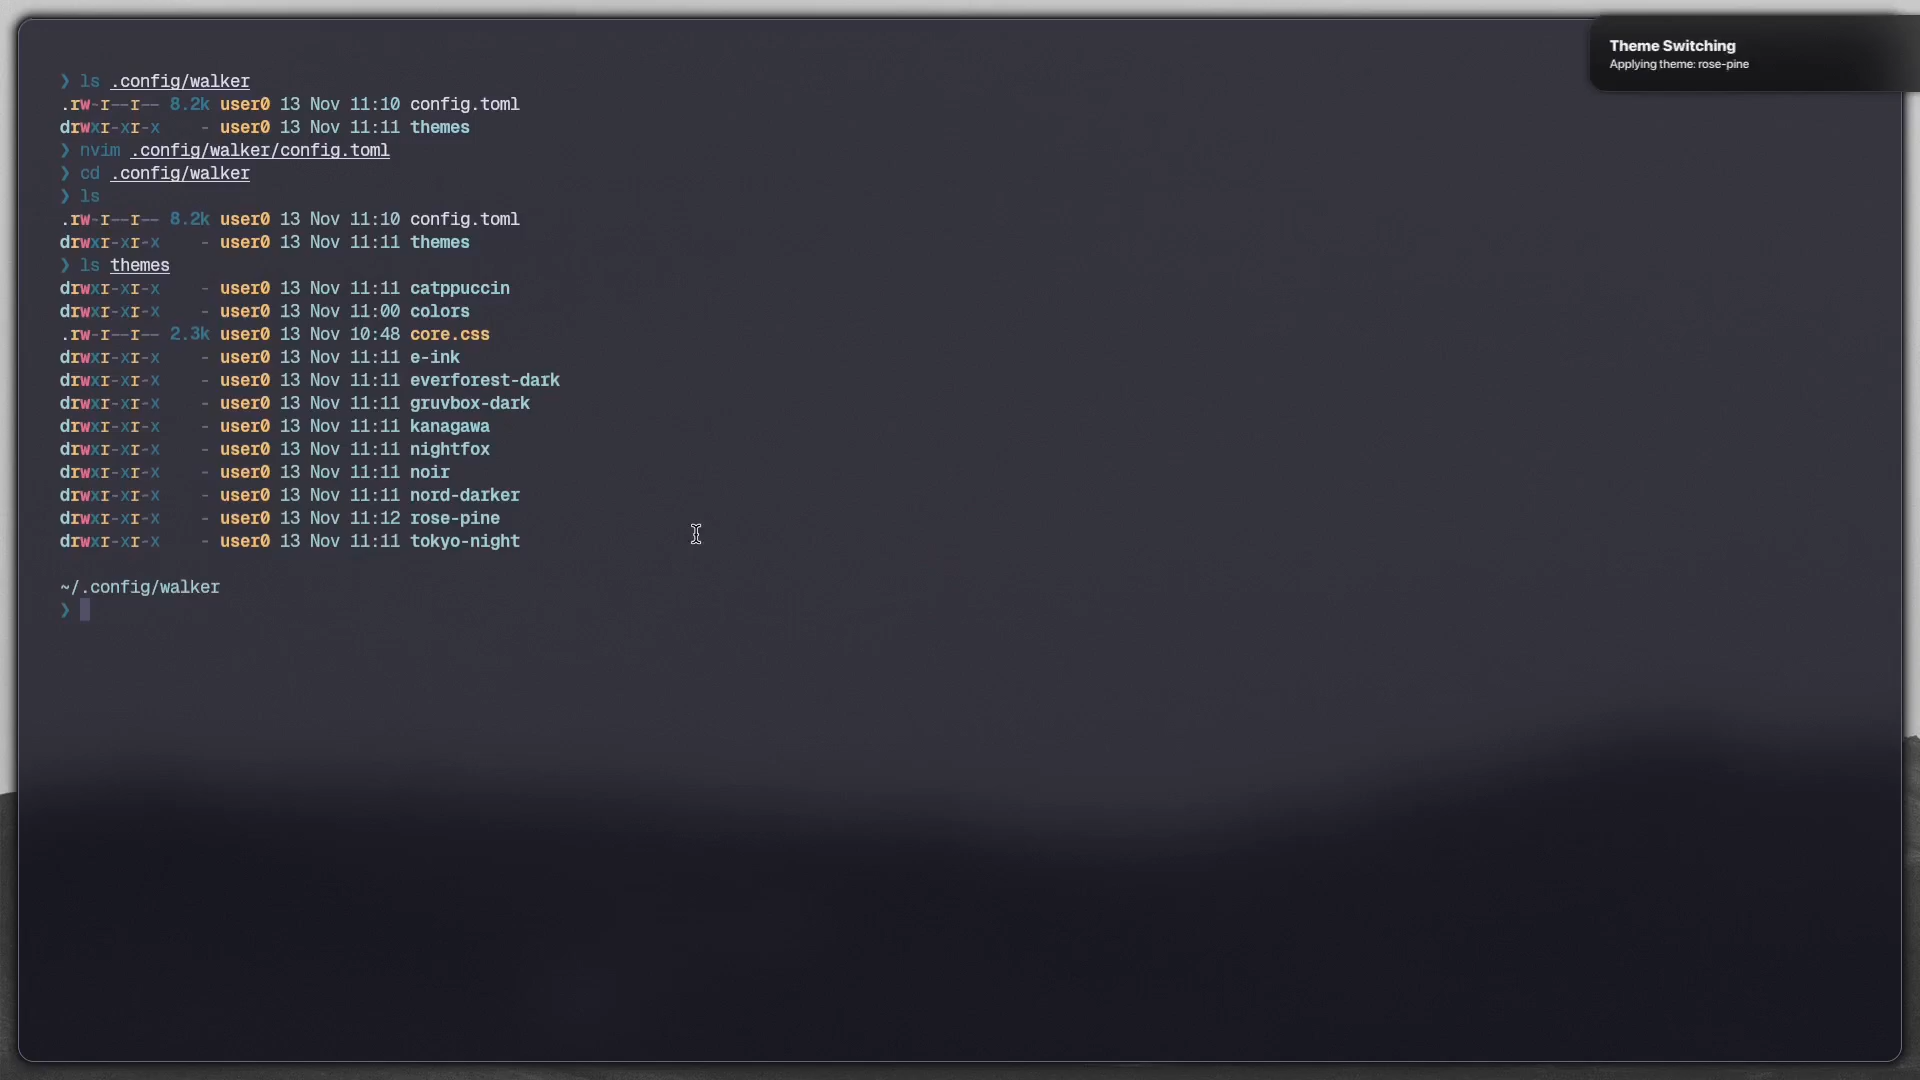 ❯ ls .config/walker
.rw-r--r-- 8.2k user0 13 Nov 11:10 config.toml
drwxr-xr-x    - user0 13 Nov 11:11 themes
❯ nvim .config/walker/config.toml
❯ cd .config/walker
❯ ls
.rw-r--r-- 8.2k user0 13 Nov 11:10 config.toml
drwxr-xr-x    - user0 13 Nov 11:11 themes
❯ ls themes
drwxr-xr-x    - user0 13 Nov 11:11 catppuccin
drwxr-xr-x    - user0 13 Nov 11:00 colors
.rw-r--r-- 2.3k user0 13 Nov 10:48 core.css
drwxr-xr-x    - user0 13 Nov 11:11 e-ink
drwxr-xr-x    - user0 13 Nov 11:11 everforest-dark
drwxr-xr-x    - user0 13 Nov 11:11 gruvbox-dark
drwxr-xr-x    - user0 13 Nov 11:11 kanagawa
drwxr-xr-x    - user0 13 Nov 11:11 nightfox
drwxr-xr-x    - user0 13 Nov 11:11 noir
drwxr-xr-x    - user0 13 Nov 11:11 nord-darker
drwxr-xr-x    - user0 13 Nov 11:12 rose-pine
drwxr-xr-x    - user0 13 Nov 11:11 tokyo-night
~/.config/walker
❯
Theme Switching
Applying theme: rose-pine